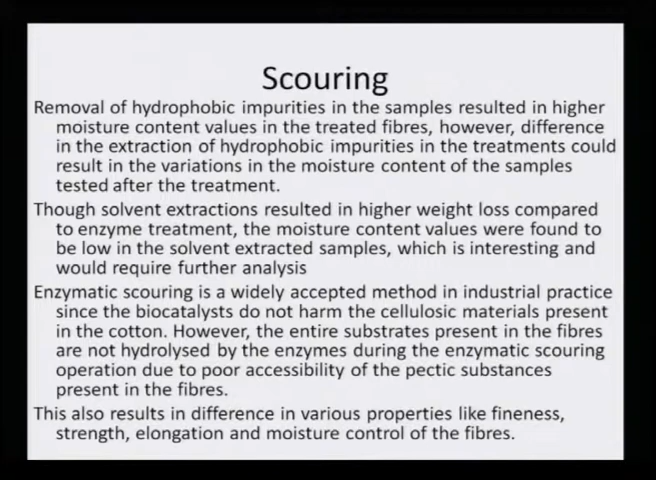 Scouring
Removal of hydrophobic impurities in the samples resulted in higher
moisture content values in the treated fibres, however, difference
in the extraction of hydrophobic impurities in the treatments could
result in the variations in the moisture content of the samples
tested after the treatment.
Though solvent extractions resulted in higher weight loss compared
to enzyme treatment, the moisture content values were found to
be low in the solvent extracted samples, which is interesting and
would require further analysis
Enzymatic scouring is a widely accepted method in industrial practice
since the biocatalysts do not harm the cellulosic materials present
in the cotton. However, the entire substrates present in the fibres
are not hydrolysed by the enzymes during the enzymatic scouring
operation due to poor accessibility of the pectic substances
present in the fibres.
This also results in difference in various properties like fineness,
strength, elongation and moisture control of the fibres.